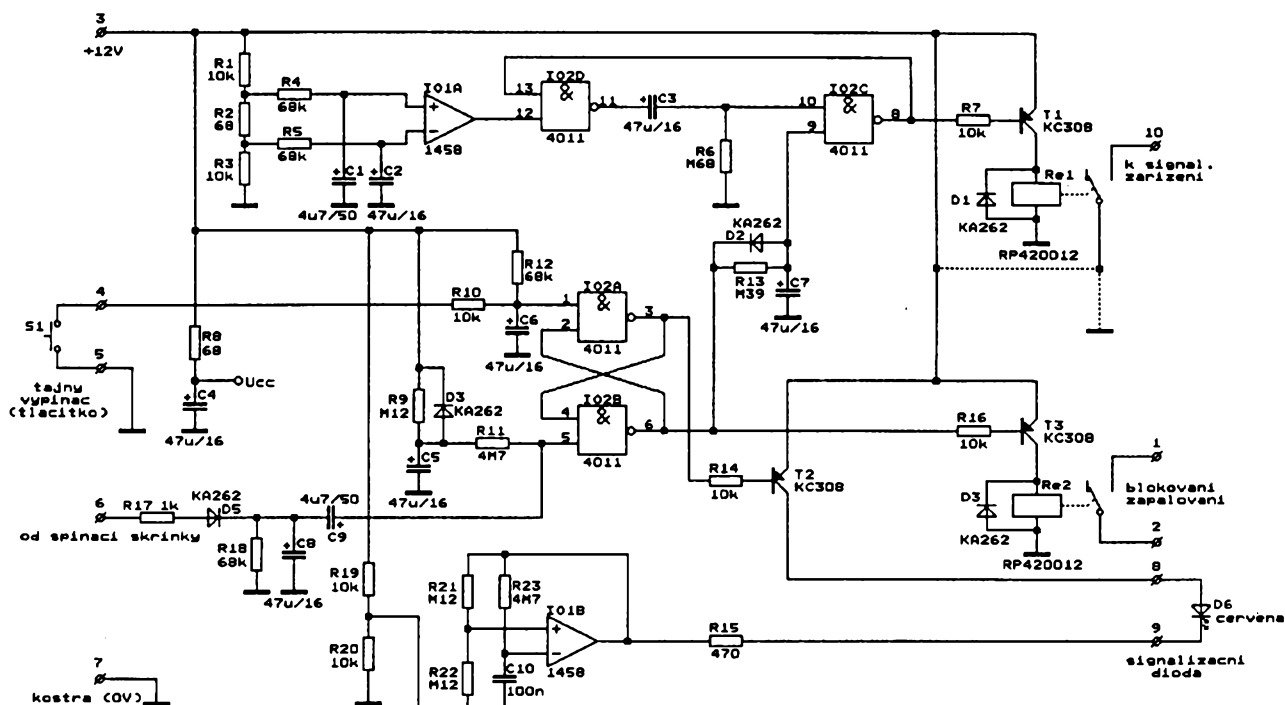 3
+12V
R1
10k
R2
68
R3
10k
R4
68k
R5
68k
+
C1
4u7/50
+
C2
47u/16
IO1A
+
−
1458
IO2D
13
12
&
11
4011
+
C3
47u/16
R6
M68
IO2C
10
9
&
8
4011
R7
10k
T1
KC308
10
k signal.
zarizeni
D1
KA262
Re1
RP420012
KA262
D2
R13
M39
+
C7
47u/16
R12
68k
4
S1
5
tajny
vypinac
(tlacitko)
R10
10k
+
C6
47u/16
IO2A
1
2
&
3
4011
R8
68
Ucc
+
C4
47u/16
R9
M12
D3
KA262
+
C5
47u/16
R11
4M7
IO2B
4
5
&
6
4011
R14
10k
T2
KC308
R16
10k
T3
KC308
1
blokovani
zapalovani
2
D3
KA262
Re2
RP420012
6
od spinaci skrinky
R17 1k
KA262
D5
R18
68k
+
C8
47u/16
4u7/50
C9
+
R19
10k
R20
10k
R21
M12
R22
M12
R23
4M7
C10
100n
IO1B
+
−
1458
R15
470
8
9
D6
cervena
signalizacni
dioda
7
kostra (0V)